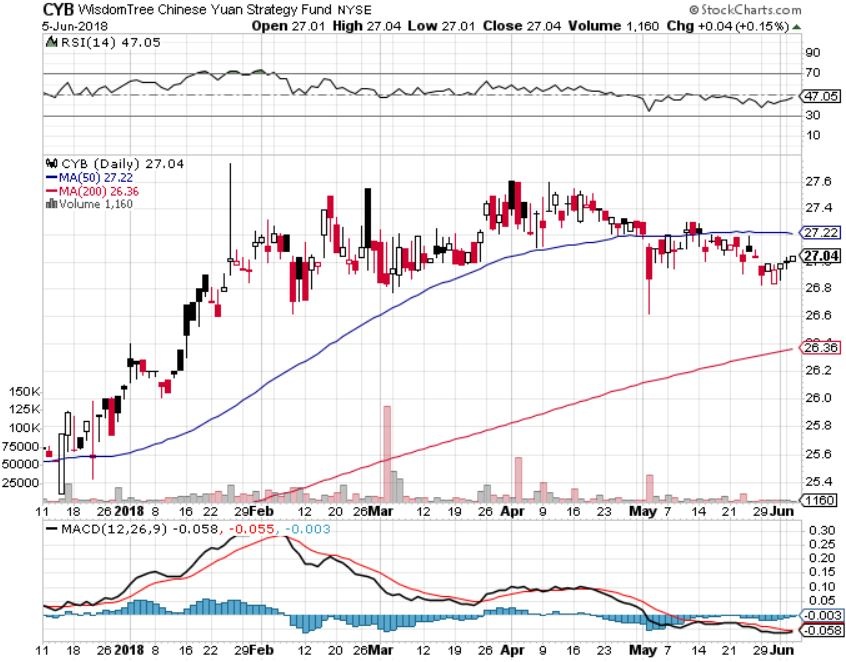 CYB WisdomTree Chinese Yuan Strategy Fund NYSE © StockCharts.com
5-Jun-2018 Open 27.01 High 27.04 Low 27.01 Close 27.04 Volume 1,160 Chg +0.04 (+0.15%)
RSI(14) 47.05
90
70
47.05
30
10
CYB (Daily) 27.04
MA(50) 27.22
MA(200) 26.36
Volume 1,160
27.6
27.4
27.22
27.04
26.8
26.6
26.36
26.2
26.0
25.8
25.6
25.4
150K
125K
100K
75000
50000
25000
1160
11 18 26 2018 8 16 22 29 Feb 12 20 26 Mar 12 19 26 Apr 9 16 23 May 7 14 21 29 Jun
MACD(12,26,9) -0.058, -0.055, -0.003
0.30
0.25
0.20
0.15
0.10
0.05
-0.003
-0.058
11 18 26 2018 8 16 22 29 Feb 12 20 26 Mar 12 19 26 Apr 9 16 23 May 7 14 21 29 Jun